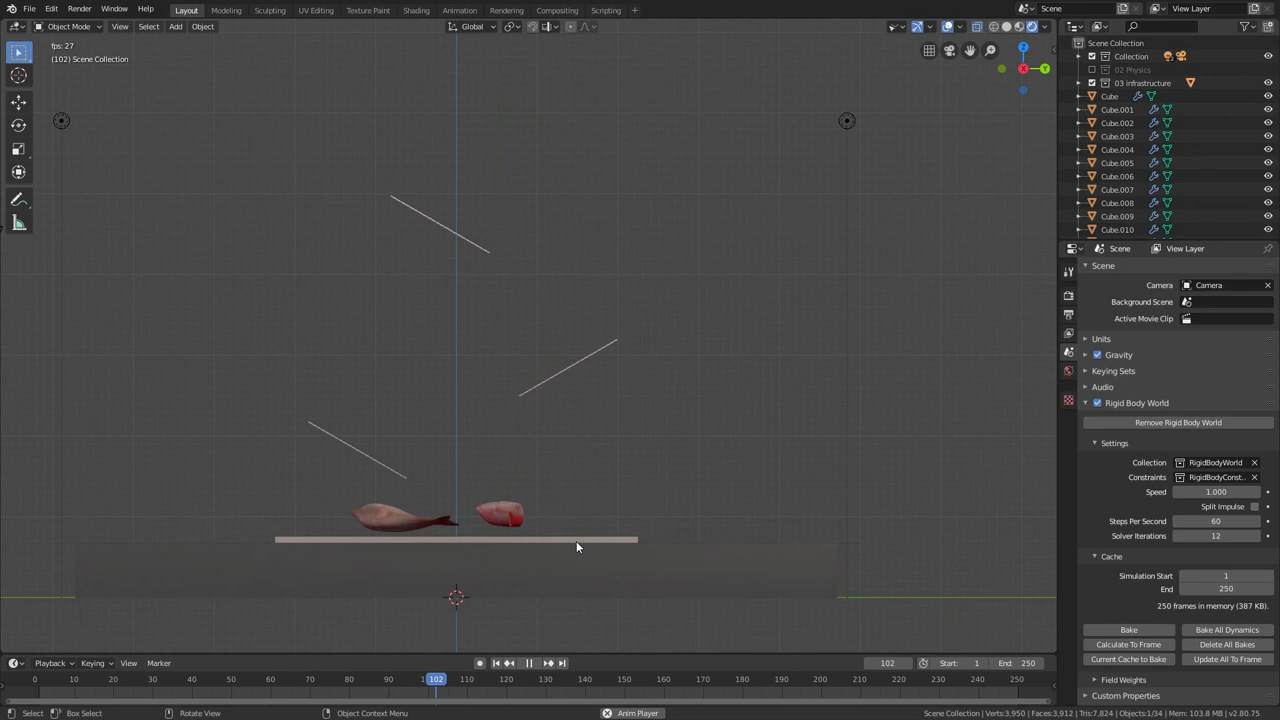 File Edit Render Window Help Layout Modeling Sculpting UV Editing Texture Paint Shading Animation Rendering Compositing Scripting + Scene View Layer
Object Mode View Select Add Object Global
fps: 27
(102) Scene Collection
Z
X
Y
Scene Collection
Collection
02 Physics
03 infrastructure
Cube
Cube.001
Cube.002
Cube.003
Cube.004
Cube.005
Cube.006
Cube.007
Cube.008
Cube.009
Cube.010
Scene View Layer
Scene
Camera Camera
Background Scene
Active Movie Clip
Units
Gravity
Keying Sets
Audio
Rigid Body World
Remove Rigid Body World
Settings
Collection RigidBodyWorld
Constraints RigidBodyConst..
Speed 1.000
Split Impulse
Steps Per Second 60
Solver Iterations 12
Cache
Simulation Start 1
End 250
250 frames in memory (387 KB).
Bake Bake All Dynamics
Calculate To Frame Delete All Bakes
Current Cache to Bake Update All To Frame
Field Weights
Custom Properties
Playback Keying View Marker 102 Start: 1 End: 250
0 10 20 30 40 50 60 70 80 90 102 110 120 130 140 150 160 170 180 190 200 210 220 230 240 250
Select Box Select Rotate View Object Context Menu Anim Player Scene Collection | Verts:3,950 | Faces:3,912 | Tris:7,824 | Objects:1/34 | Mem: 103.8 MB | v2.80.75